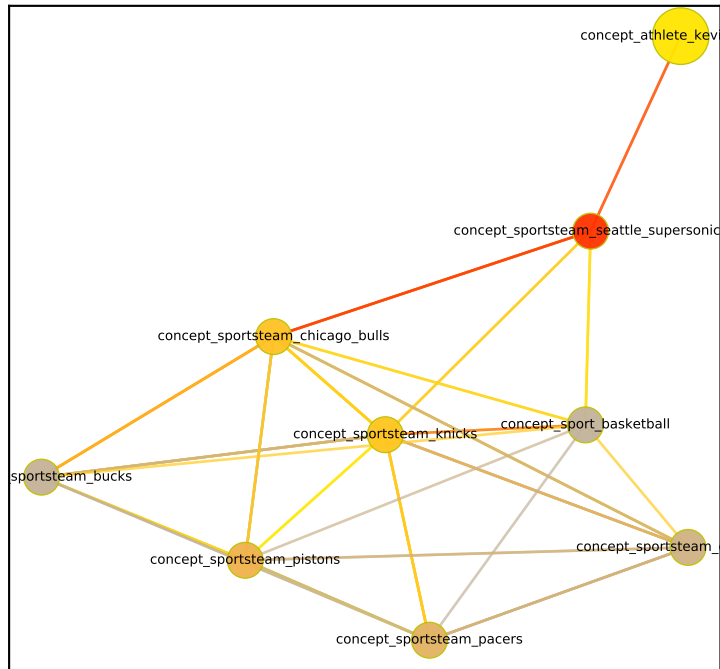 concept_athlete_kevi
concept_sportsteam_seattle_supersonic
concept_sportsteam_chicago_bulls
concept_sport_basketball
concept_sportsteam_knicks
sportsteam_bucks
concept_sportsteam_
concept_sportsteam_pistons
concept_sportsteam_pacers